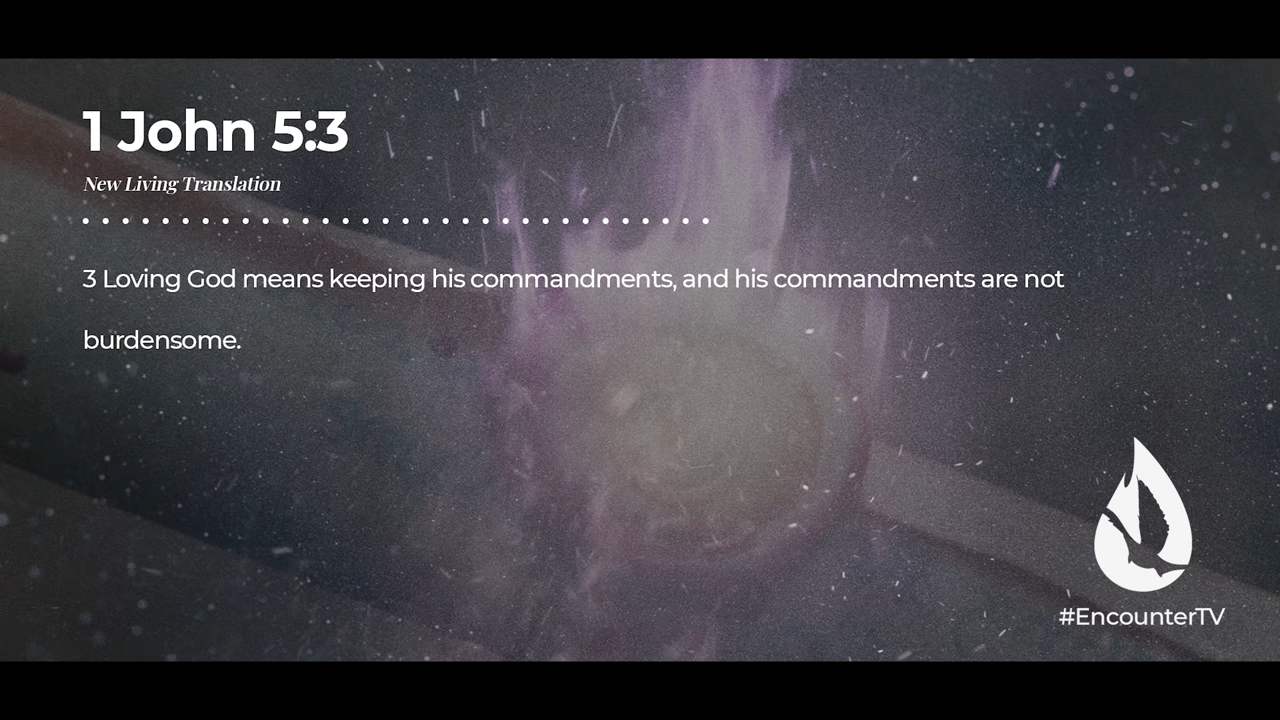 1 John 5:3
New Living Translation
3 Loving God means keeping his commandments, and his commandments are not
burdensome.
#EncounterTV